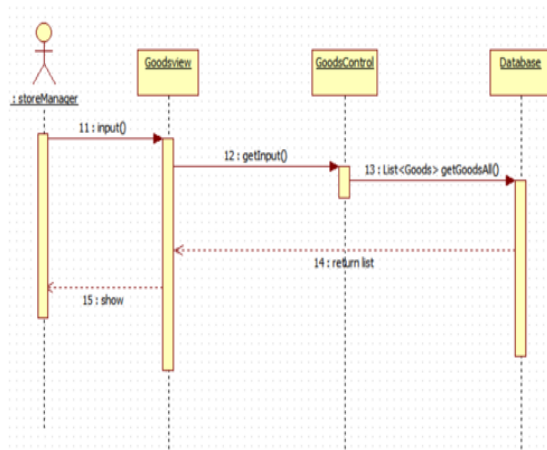 Goodsview
GoodsControl
Database
: storeManager
11 : input()
12 : getInput()
13 : List<Goods> getGoodsAll()
14 : return list
15 : show